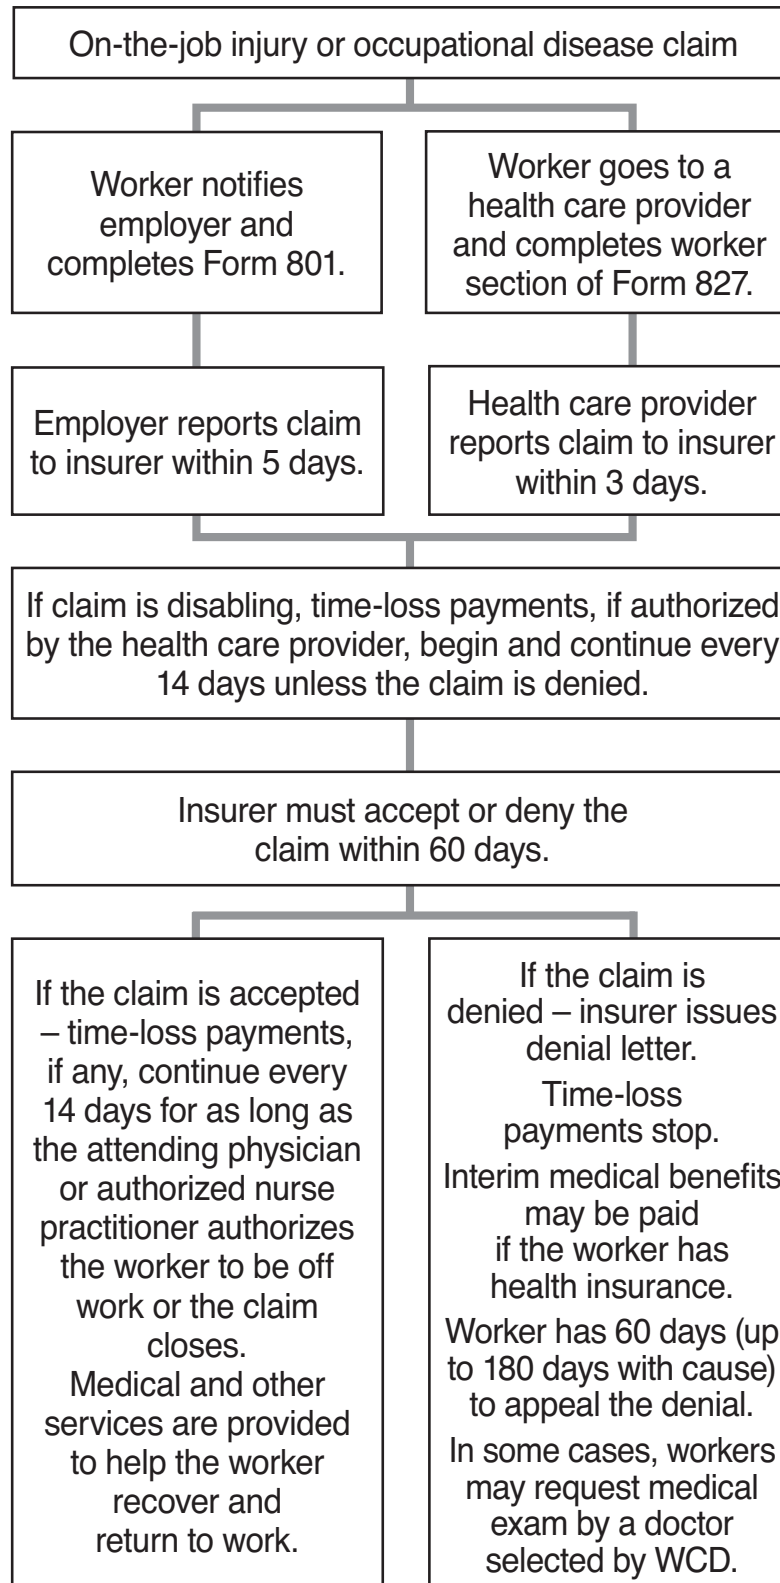 On-the-job injury or occupational disease claim
Worker notifies
employer and
completes Form 801.
Worker goes to a
health care provider
and completes worker
section of Form 827.
Employer reports claim
to insurer within 5 days.
Health care provider
reports claim to insurer
within 3 days.
If claim is disabling, time-loss payments, if authorized
by the health care provider, begin and continue every
14 days unless the claim is denied.
Insurer must accept or deny the
claim within 60 days.
If the claim is accepted
– time-loss payments,
if any, continue every
14 days for as long as
the attending physician
or authorized nurse
practitioner authorizes
the worker to be off
work or the claim
closes.
Medical and other
services are provided
to help the worker
recover and
return to work.
If the claim is
denied – insurer issues
denial letter.
Time-loss
payments stop.
Interim medical benefits
may be paid
if the worker has
health insurance.
Worker has 60 days (up
to 180 days with cause)
to appeal the denial.
In some cases, workers
may request medical
exam by a doctor
selected by WCD.